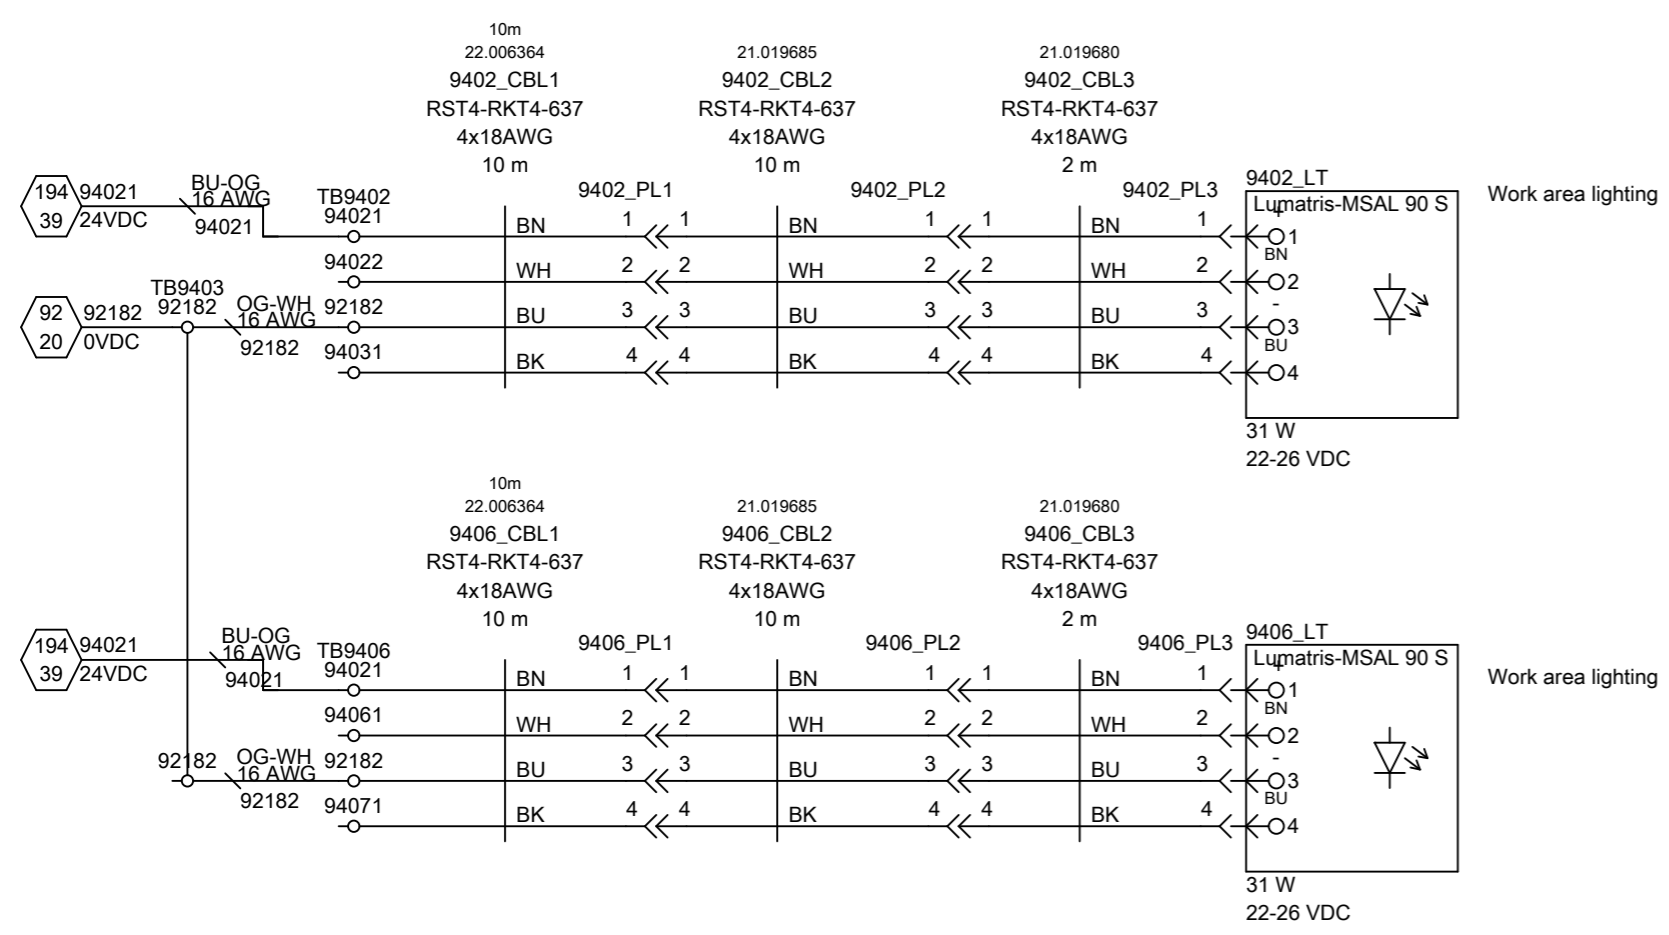 10m
22.006364
9402_CBL1
RST4-RKT4-637
4x18AWG
10 m
21.019685
9402_CBL2
RST4-RKT4-637
4x18AWG
10 m
21.019680
9402_CBL3
RST4-RKT4-637
4x18AWG
2 m
194
39
94021
24VDC
BU-OG
16 AWG
94021
TB9402
94021
94022
92182
94031
92
20
92182
0VDC
TB9403
92182
OG-WH
16 AWG
92182
9402_PL1
BN 1 1
WH 2 2
BU 3 3
BK 4 4
9402_PL2
BN 1 1
WH 2 2
BU 3 3
BK 4 4
9402_PL3
BN 1
WH 2
BU 3
BK 4
9402_LT
Lumatris-MSAL 90 S
+
1
BN
2
-
3
BU
4
31 W
22-26 VDC
Work area lighting
10m
22.006364
9406_CBL1
RST4-RKT4-637
4x18AWG
10 m
21.019685
9406_CBL2
RST4-RKT4-637
4x18AWG
10 m
21.019680
9406_CBL3
RST4-RKT4-637
4x18AWG
2 m
194
39
94021
24VDC
BU-OG
16 AWG
94021
TB9406
94021
94061
92182
94071
92182
OG-WH
16 AWG
92182
9406_PL1
BN 1 1
WH 2 2
BU 3 3
BK 4 4
9406_PL2
BN 1 1
WH 2 2
BU 3 3
BK 4 4
9406_PL3
BN 1
WH 2
BU 3
BK 4
9406_LT
Lumatris-MSAL 90 S
+
1
BN
2
-
3
BU
4
31 W
22-26 VDC
Work area lighting